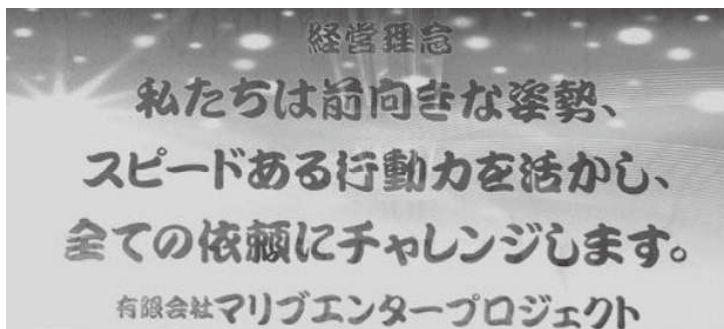 経営理念
私たちは前向きな姿勢、
スピードある行動力を活かし、
全ての依頼にチャレンジします。
有限会社マリブエンタープロジェクト